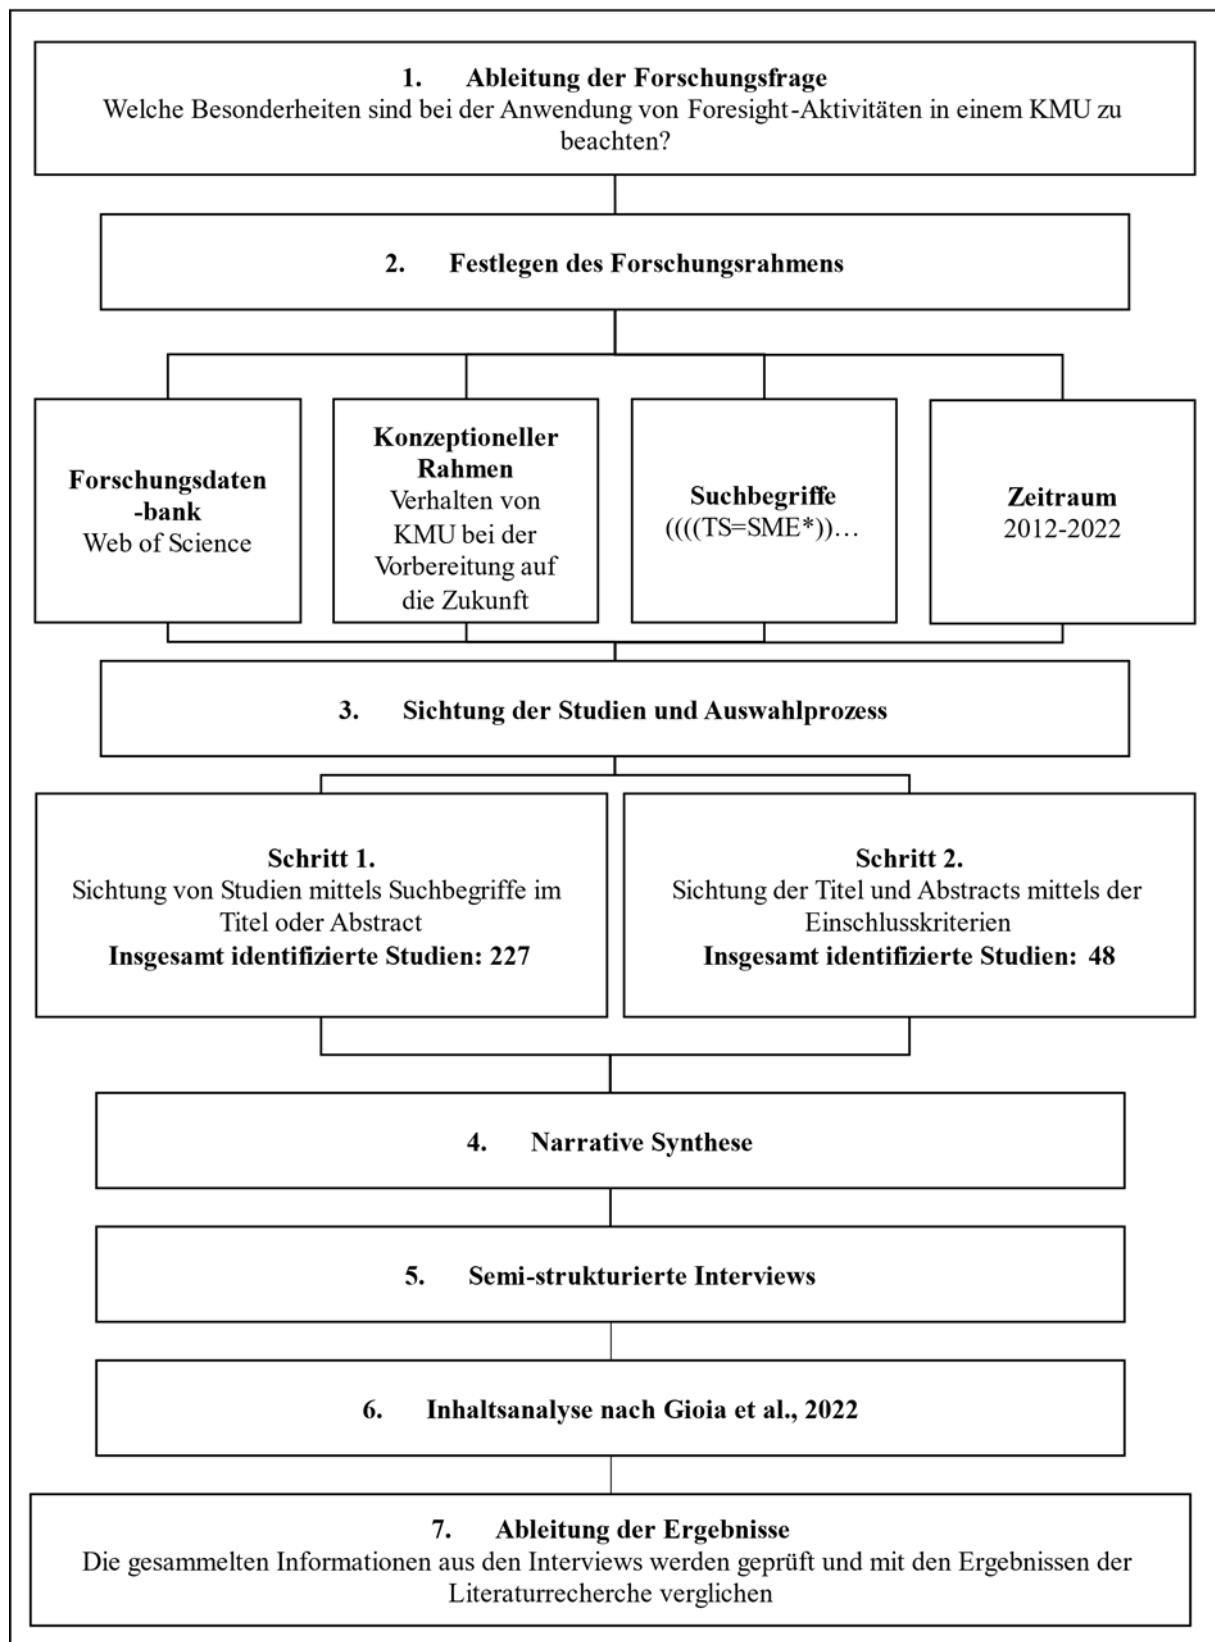 1. Ableitung der Forschungsfrage
Welche Besonderheiten sind bei der Anwendung von Foresight-Aktivitäten in einem KMU zu
beachten?
2. Festlegen des Forschungsrahmens
Forschungsdaten
-bank
Web of Science
Konzeptioneller
Rahmen
Verhalten von
KMU bei der
Vorbereitung auf
die Zukunft
Suchbegriffe
((((TS=SME*))…
Zeitraum
2012-2022
3. Sichtung der Studien und Auswahlprozess
Schritt 1.
Sichtung von Studien mittels Suchbegriffe im
Titel oder Abstract
Insgesamt identifizierte Studien: 227
Schritt 2.
Sichtung der Titel und Abstracts mittels der
Einschlusskriterien
Insgesamt identifizierte Studien: 48
4. Narrative Synthese
5. Semi-strukturierte Interviews
6. Inhaltsanalyse nach Gioia et al., 2022
7. Ableitung der Ergebnisse
Die gesammelten Informationen aus den Interviews werden geprüft und mit den Ergebnissen der
Literaturrecherche verglichen